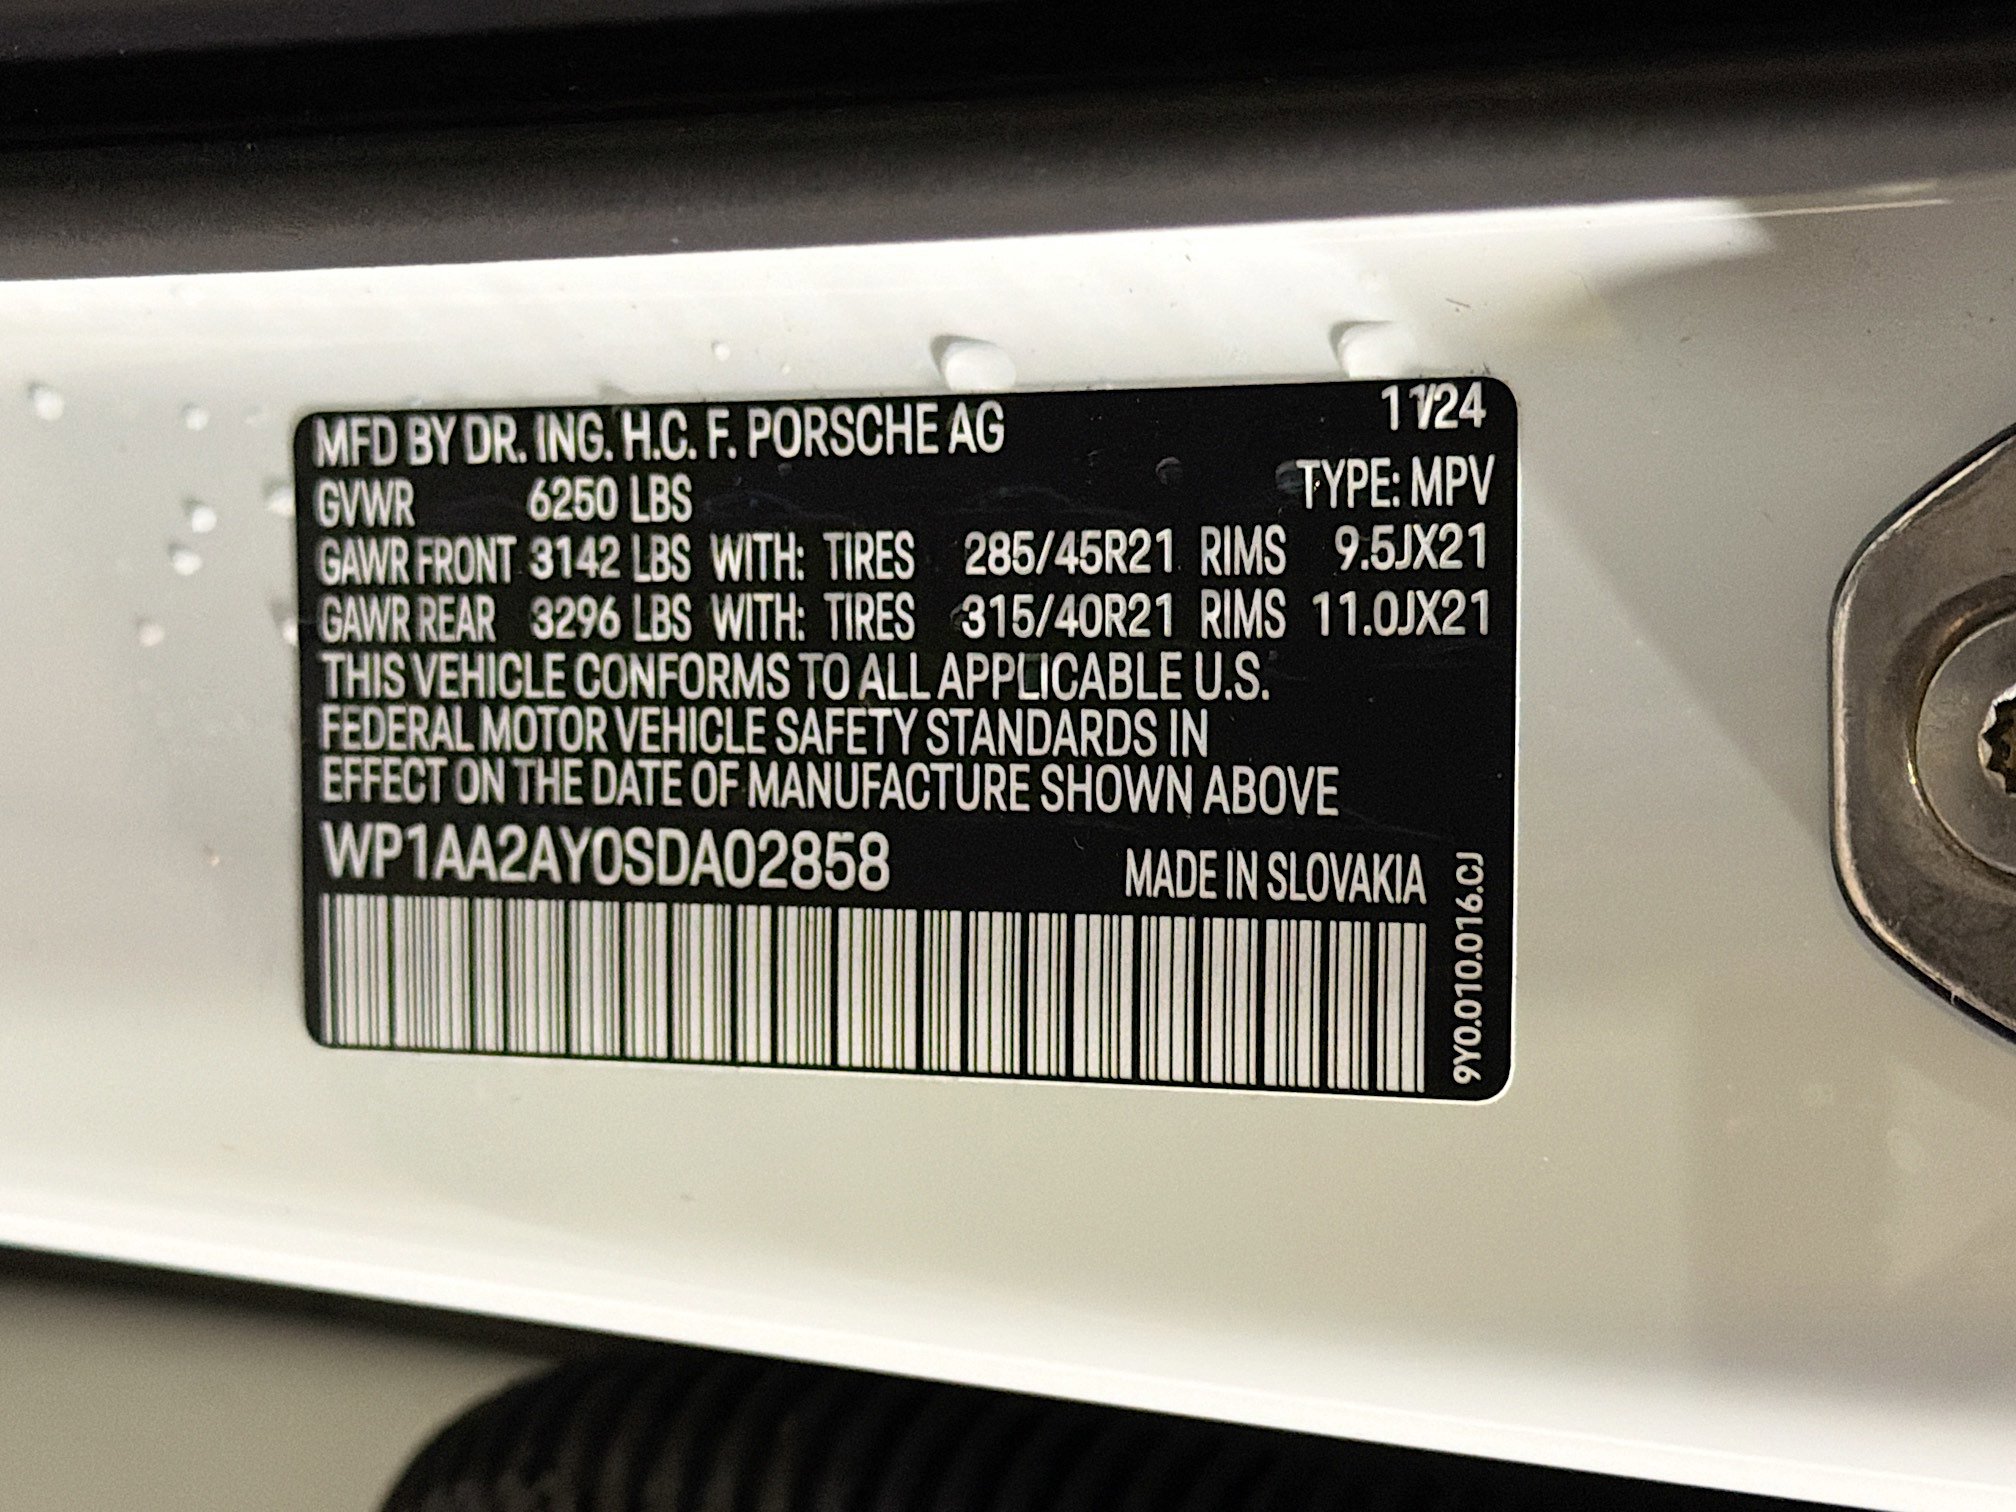 MFD BY DR. ING. H.C. F. PORSCHE AG 11/24
GVWR 6250 LBS TYPE: MPV
GAWR FRONT 3142 LBS WITH: TIRES 285/45R21 RIMS 9.5JX21
GAWR REAR 3296 LBS WITH: TIRES 315/40R21 RIMS 11.0JX21
THIS VEHICLE CONFORMS TO ALL APPLICABLE U.S.
FEDERAL MOTOR VEHICLE SAFETY STANDARDS IN
EFFECT ON THE DATE OF MANUFACTURE SHOWN ABOVE
WP1AA2AY0SDA02858 MADE IN SLOVAKIA
9Y0.010.016.CJ